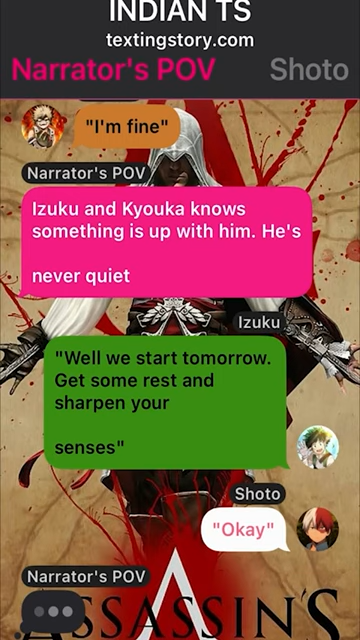 INDIAN TS
textingstory.com
Narrator's POV
Shoto
"I'm fine"
Narrator's POV
Izuku and Kyouka knows
something is up with him. He's
never quiet
Izuku
"Well we start tomorrow.
Get some rest and
sharpen your
senses"
Shoto
"Okay"
Narrator's POV
ASSASSIN'S